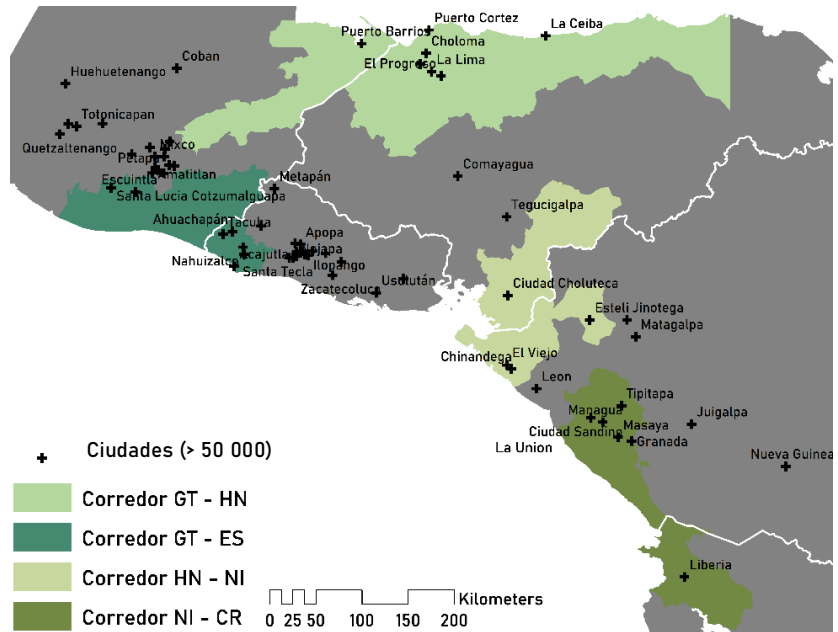 Puerto Cortez
La Ceiba
Puerto Barrios
Choloma
Coban
El Progreso
La Lima
Huehuetenango
Totonicapan
Quetzaltenango
Mixco
Petapa
Comayagua
Amatitlan
Escuintla
Metapán
Santa Lucia Cotzumalguapa
Tegucigalpa
Ahuachapán
Tacuba
Apopa
Acajutla
Nahuizalco
Ilopango
Santa Tecla
Usulután
Zacatecoluca
Ciudad Choluteca
Esteli
Jinotega
Matagalpa
Chinandega
El Viejo
Leon
Tipitapa
Managua
Masaya
Juigalpa
Ciudad Sandino
Granada
La Union
Nueva Guinea
Liberia
Ciudades (> 50 000)
Corredor GT - HN
Corredor GT - ES
Corredor HN - NI
Corredor NI - CR
Kilometers
0 25 50 100 150 200